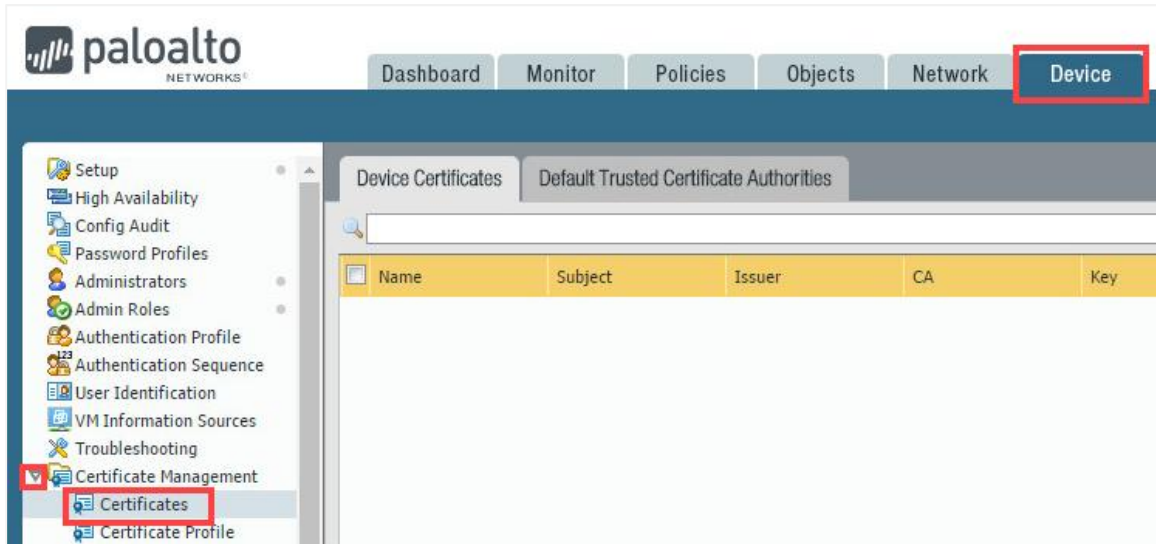 paloalto
NETWORKS®
Dashboard Monitor Policies Objects Network Device
Device Certificates Default Trusted Certificate Authorities
Name Subject Issuer CA Key
Setup
High Availability
Config Audit
Password Profiles
Administrators
Admin Roles
Authentication Profile
123
Authentication Sequence
User Identification
VM Information Sources
Troubleshooting
Certificate Management
Certificates
Certificate Profile